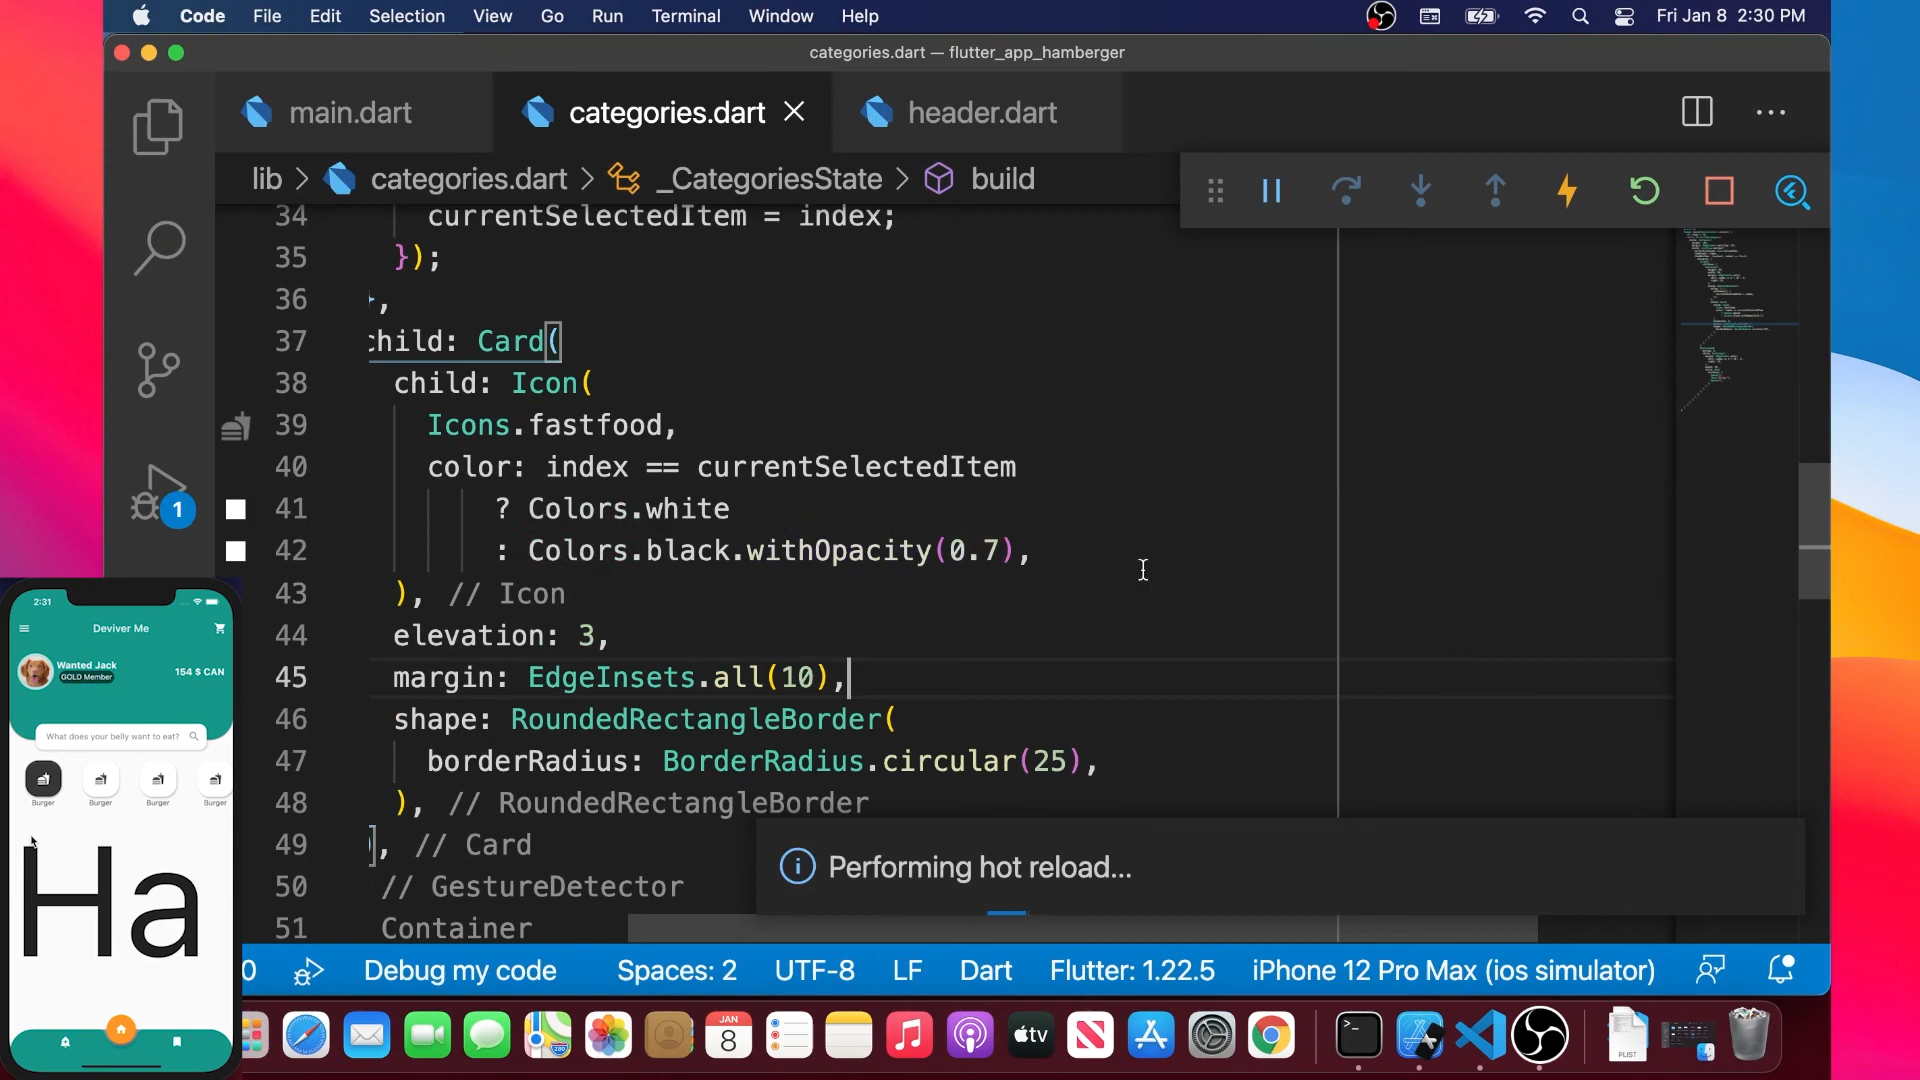 Code File Edit Selection View Go Run Terminal Window Help Fri Jan 8 2:30 PM
categories.dart — flutter_app_hamberger
main.dart categories.dart header.dart
lib > categories.dart > _CategoriesState > build
34 currentSelectedItem = index;
35 });
36 },
37 child: Card(
38 child: Icon(
39 Icons.fastfood,
40 color: index == currentSelectedItem
41 ? Colors.white
42 : Colors.black.withOpacity(0.7),
43 ), // Icon
44 elevation: 3,
45 margin: EdgeInsets.all(10),
46 shape: RoundedRectangleBorder(
47 borderRadius: BorderRadius.circular(25),
48 ), // RoundedRectangleBorder
49 ), // Card
50 // GestureDetector
51 Container
1
Performing hot reload...
0 Debug my code Spaces: 2 UTF-8 LF Dart Flutter: 1.22.5 iPhone 12 Pro Max (ios simulator)
2:31
Deviver Me
Wanted Jack
GOLD Member
154 $ CAN
What does your belly want to eat?
Burger Burger Burger Burger
Ha
JAN
8
tv
PLIST